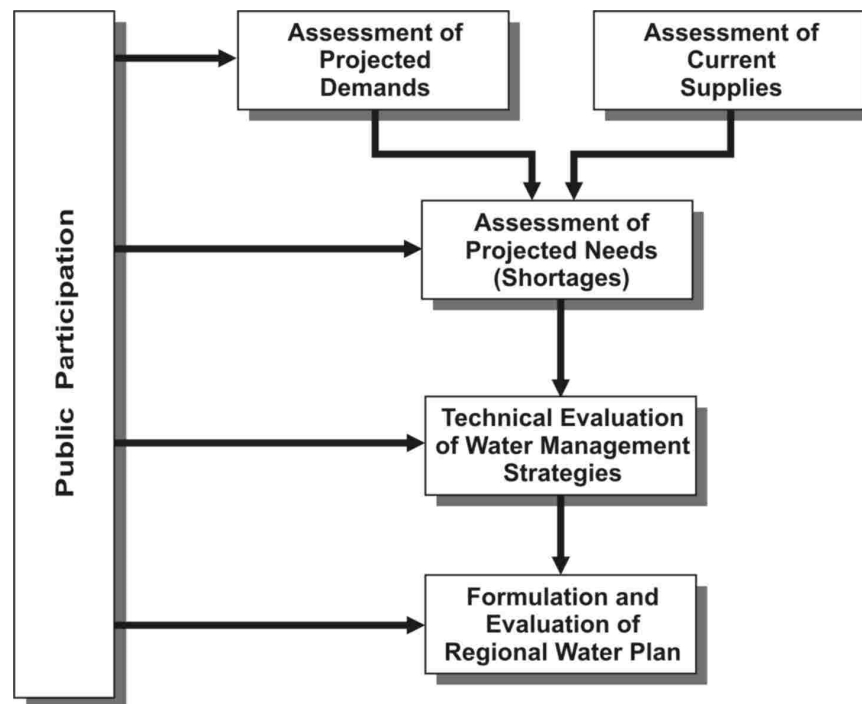 Public Participation
Assessment of
Projected
Demands
Assessment of
Current
Supplies
Assessment of
Projected Needs
(Shortages)
Technical Evaluation
of Water Management
Strategies
Formulation and
Evaluation of
Regional Water Plan